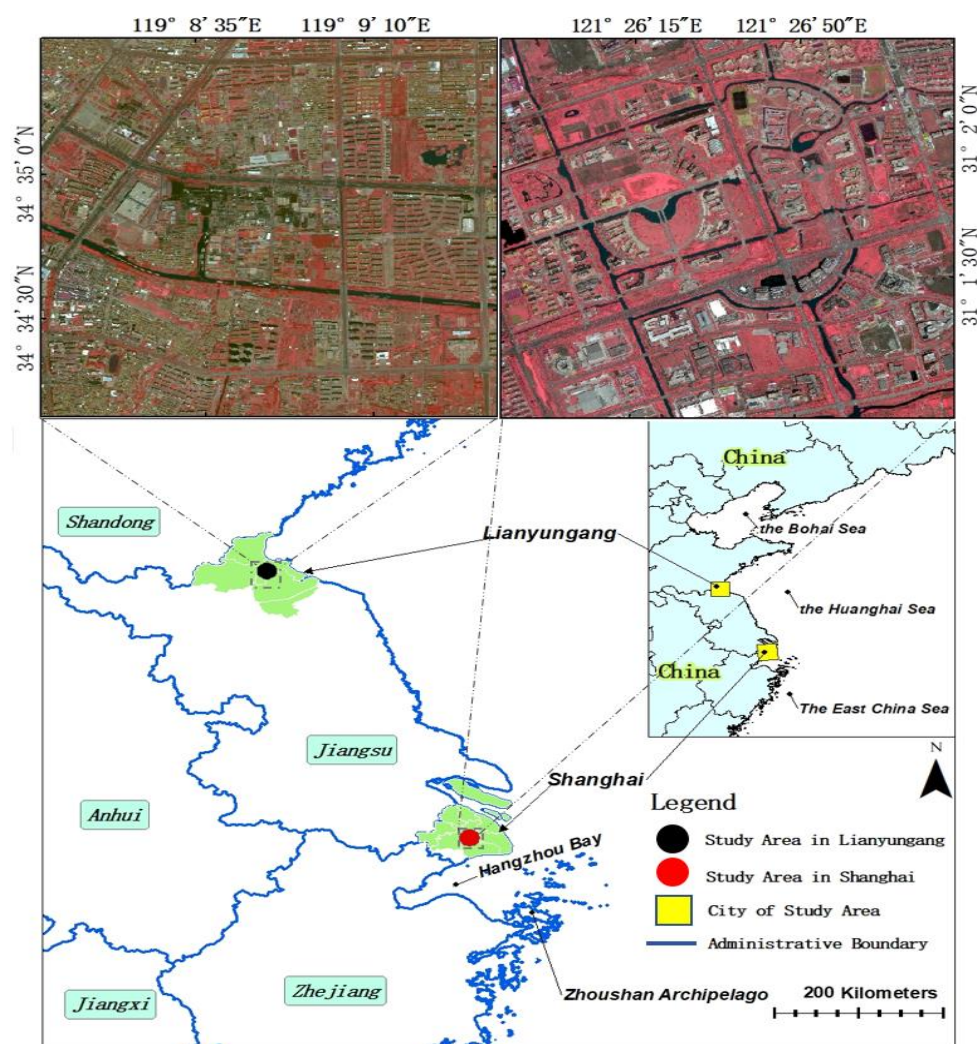 119° 8′35″E
119° 9′10″E
121° 26′15″E
121° 26′50″E
34° 35′0″N
34° 34′30″N
31° 2′0″N
31° 1′30″N
Shandong
Lianyungang
Jiangsu
Anhui
Shanghai
Hangzhou Bay
Zhejiang
Jiangxi
Zhoushan Archipelago
China
the Bohai Sea
the Huanghai Sea
China
The East China Sea
N
Legend
Study Area in Lianyungang
Study Area in Shanghai
City of Study Area
Administrative Boundary
200 Kilometers